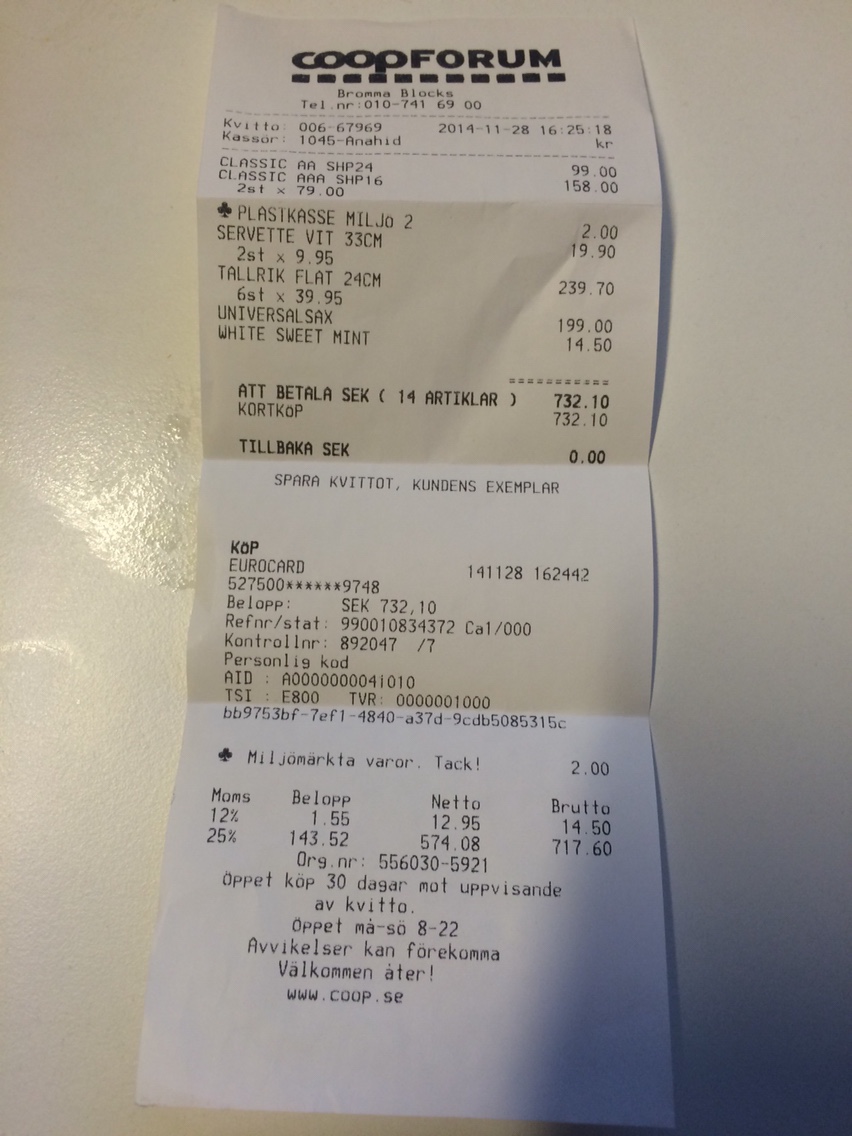 coop FORUM
Bromma Blocks
Tel.nr:010-741 69 00
Kvitto: 006-67969 2014-11-28 16:25:18
Kassör: 1045-Anahid kr
CLASSIC AA SHP24 99.00
CLASSIC AAA SHP16 158.00
2st x 79.00
♣ PLASTKASSE MILJÖ 2 2.00
SERVETTE VIT 33CM 19.90
2st x 9.95
TALLRIK FLAT 24CM 239.70
6st x 39.95
UNIVERSALSAX 199.00
WHITE SWEET MINT 14.50
===========
ATT BETALA SEK ( 14 ARTIKLAR ) 732.10
KORTKÖP 732.10
TILLBAKA SEK 0.00
SPARA KVITTOT, KUNDENS EXEMPLAR
KÖP
EUROCARD 141128 162442
527500******9748
Belopp: SEK 732,10
Refnr/stat: 990010834372 Ca1/000
Kontrollnr: 892047 /7
Personlig kod
AID : A0000000041010
TSI : E800 TVR: 0000001000
bb9753bf-7ef1-4840-a37d-9cdb5085315c
♣ Miljömärkta varor. Tack! 2.00
Moms Belopp Netto Brutto
12% 1.55 12.95 14.50
25% 143.52 574.08 717.60
Org.nr: 556030-5921
Öppet köp 30 dagar mot uppvisande
av kvitto.
Öppet må-sö 8-22
Avvikelser kan förekomma
Välkommen åter!
www.coop.se